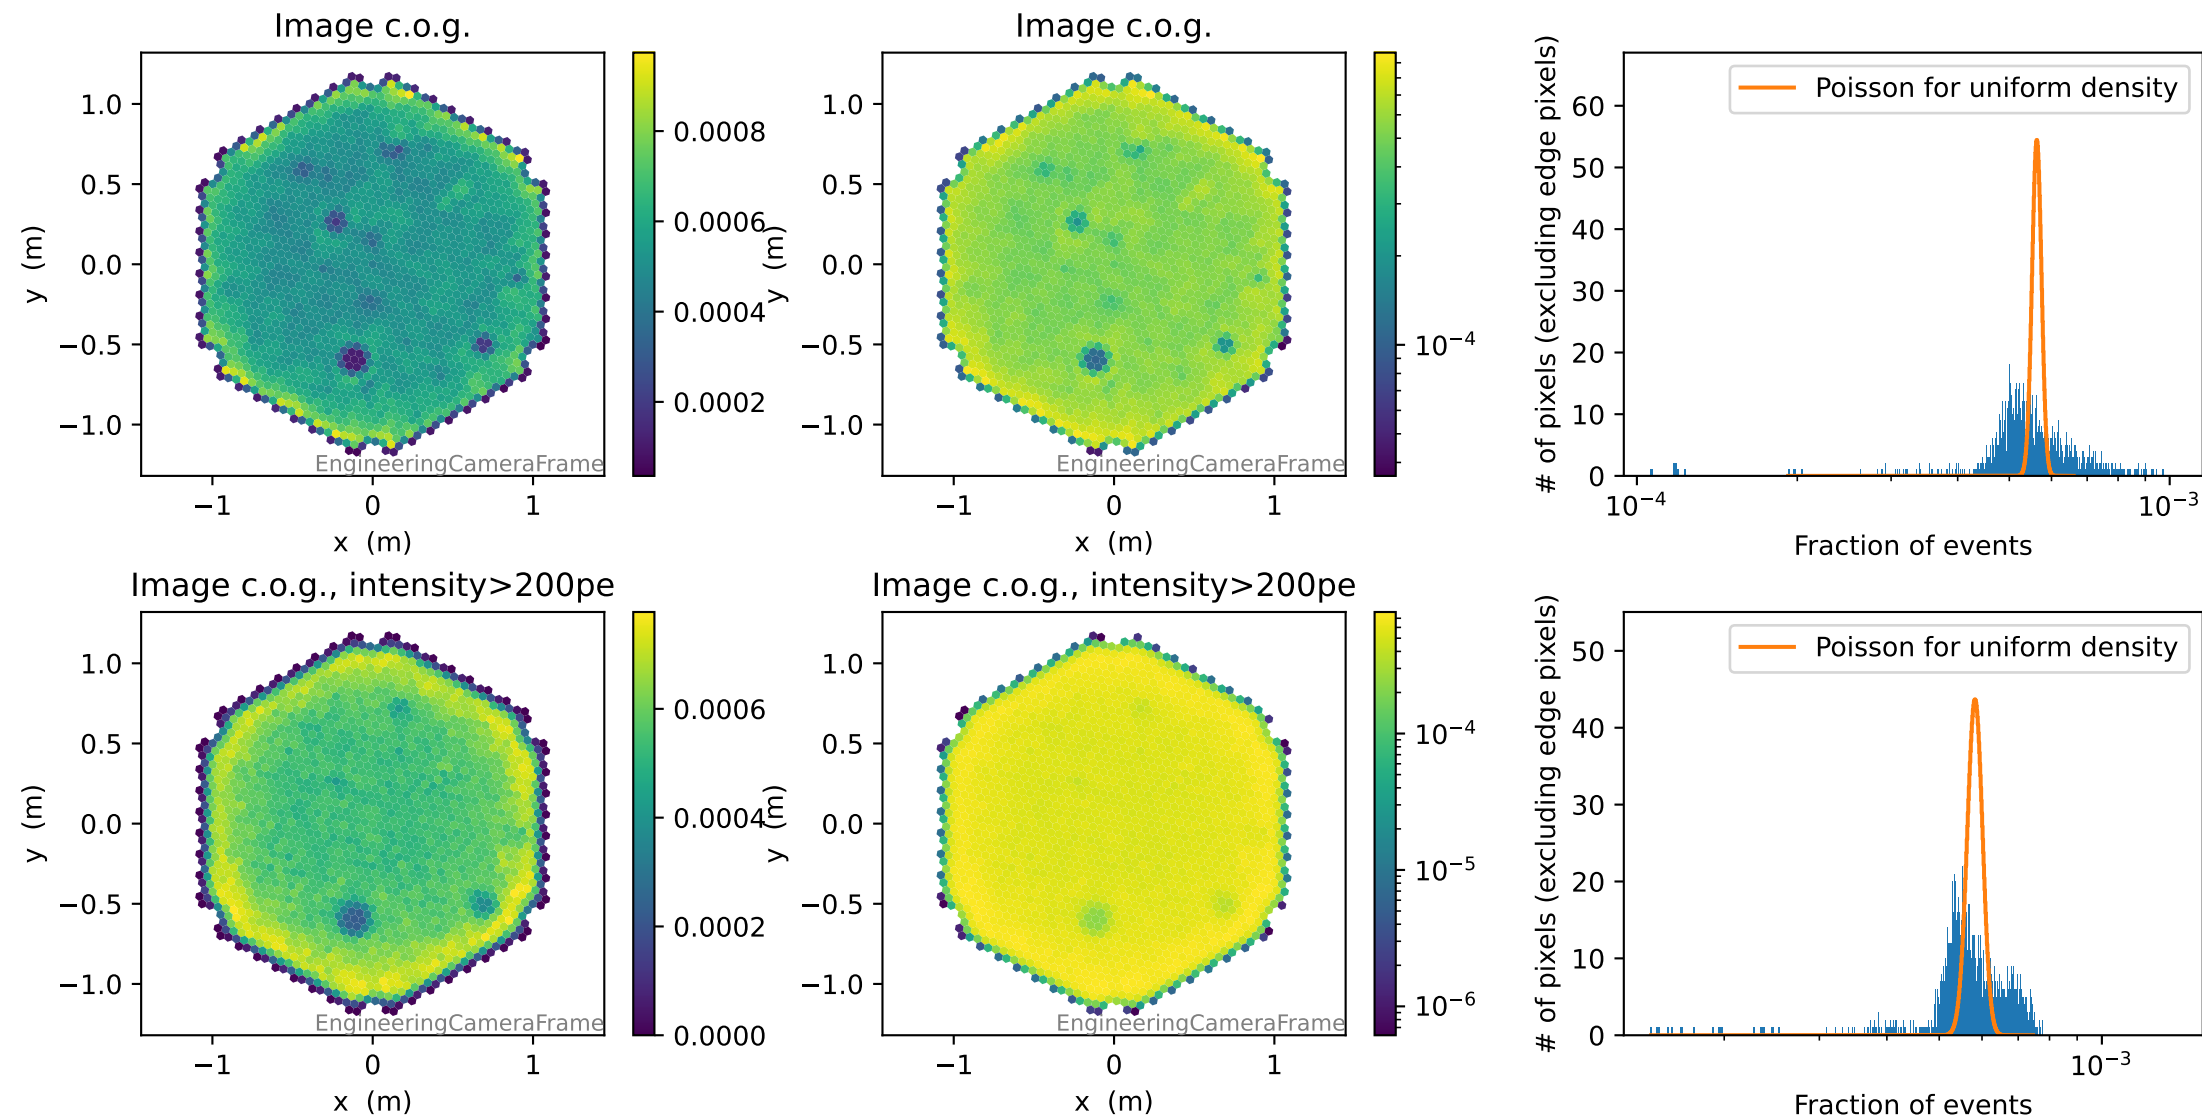 Image c.o.g.
1.0
0.5
0.0
−0.5
−1.0
y (m)
−1
0
1
x (m)
EngineeringCameraFrame
0.0008
0.0006
0.0004
0.0002
Image c.o.g.
1.0
0.5
0.0
−0.5
−1.0
y (m)
−1
0
1
x (m)
EngineeringCameraFrame
10⁻⁴
# of pixels (excluding edge pixels)
60
50
40
30
20
10
0
Poisson for uniform density
10⁻⁴
10⁻³
Fraction of events
Image c.o.g., intensity>200pe
1.0
0.5
0.0
−0.5
−1.0
y (m)
−1
0
1
x (m)
EngineeringCameraFrame
0.0006
0.0004
0.0002
0.0000
Image c.o.g., intensity>200pe
1.0
0.5
0.0
−0.5
−1.0
y (m)
−1
0
1
x (m)
EngineeringCameraFrame
10⁻⁴
10⁻⁵
10⁻⁶
# of pixels (excluding edge pixels)
50
40
30
20
10
0
Poisson for uniform density
10⁻³
Fraction of events